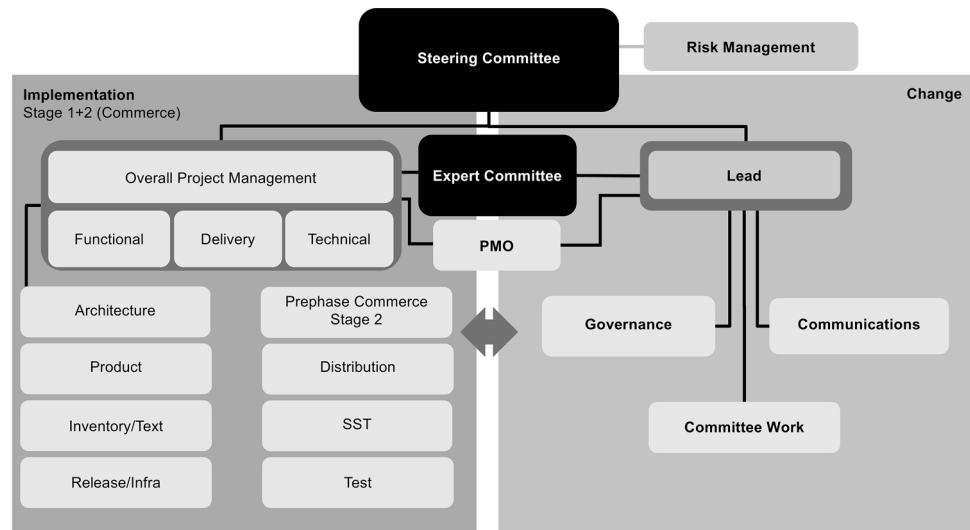 Steering Committee
Risk Management
Implementation
Stage 1+2 (Commerce)
Change
Overall Project Management
Expert Committee
Lead
Functional
Delivery
Technical
PMO
Architecture
Prephase Commerce
Stage 2
Governance
Communications
Product
Distribution
Inventory/Text
SST
Committee Work
Release/Infra
Test